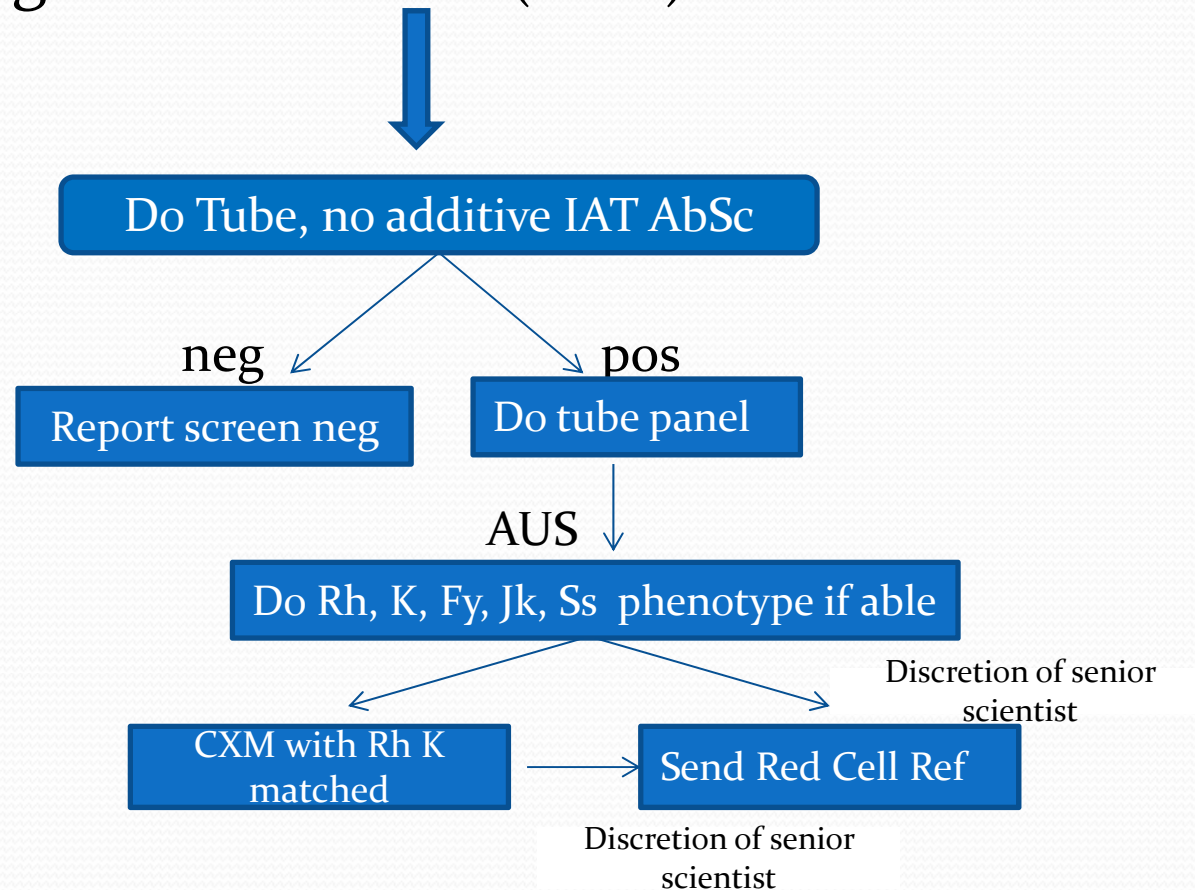 Do Tube, no additive IAT AbSc
neg
pos
Report screen neg
Do tube panel
AUS
Do Rh, K, Fy, Jk, Ss phenotype if able
Discretion of senior
scientist
CXM with Rh K
matched
Send Red Cell Ref
Discretion of senior
scientist